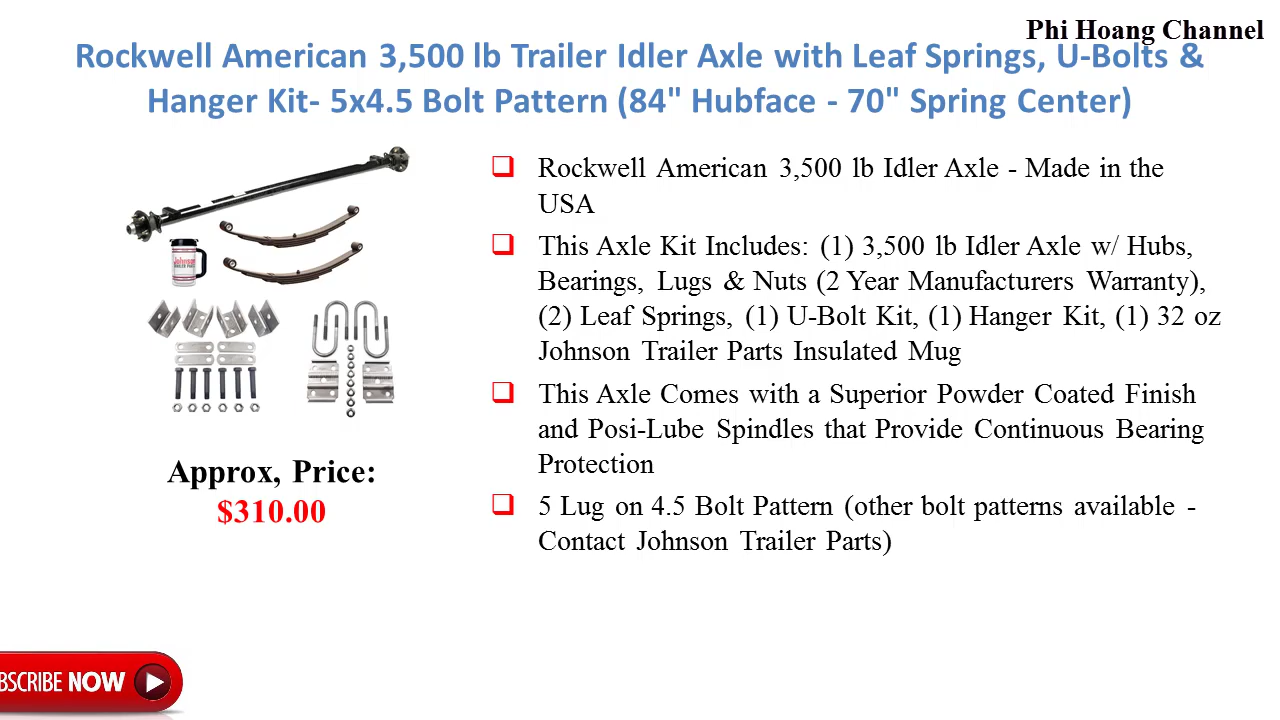 Phi Hoang Channel
Rockwell American 3,500 lb Trailer Idler Axle with Leaf Springs, U-Bolts &
Hanger Kit- 5x4.5 Bolt Pattern (84" Hubface - 70" Spring Center)
Rockwell American 3,500 lb Idler Axle - Made in the
USA
This Axle Kit Includes: (1) 3,500 lb Idler Axle w/ Hubs,
Bearings, Lugs & Nuts (2 Year Manufacturers Warranty),
(2) Leaf Springs, (1) U-Bolt Kit, (1) Hanger Kit, (1) 32 oz
Johnson Trailer Parts Insulated Mug
This Axle Comes with a Superior Powder Coated Finish
and Posi-Lube Spindles that Provide Continuous Bearing
Protection
5 Lug on 4.5 Bolt Pattern (other bolt patterns available -
Contact Johnson Trailer Parts)
Johnson
TRAILER PARTS
Approx, Price:
$310.00
BSCRIBE NOW